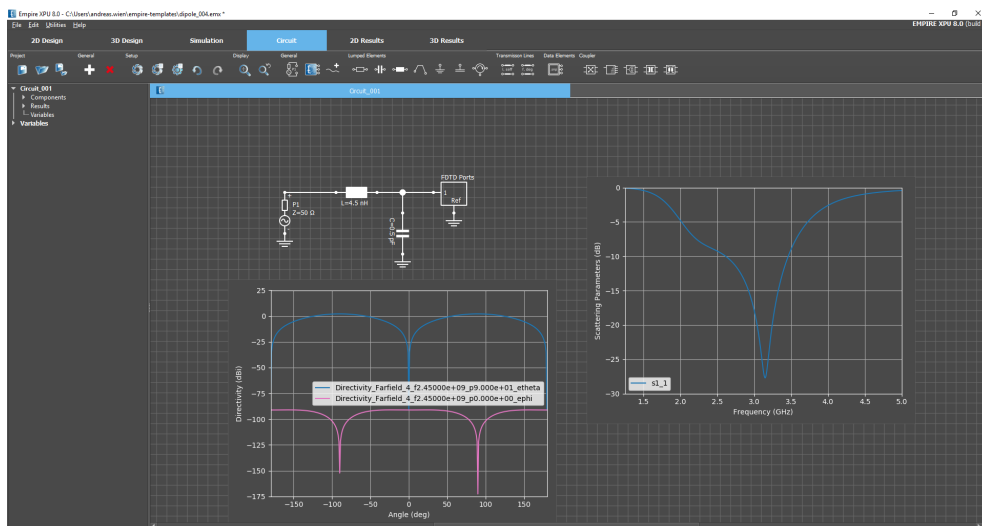 Empire XPU 8.0 - C:\Users\andreas.wien\empire-templates\dipole_004.emx *
File Edit Utilities Help
EMPIRE XPU 8.0 (build
2D Design 3D Design Simulation Circuit 2D Results 3D Results
Project General Setup Display General Lumped Elements Transmission Lines Data Elements Coupler
Circuit_001
Components
Results
Variables
Variables
Circuit_001
FDTD Ports
1
Ref
L=4.5 nH
P1
Z=50 Ω
C=0.5 pF
0
−5
−10
−15
−20
−25
−30
Scattering Parameters (dB)
s1_1
1.5 2.0 2.5 3.0 3.5 4.0 4.5 5.0
Frequency (GHz)
25
0
−25
−50
−75
−100
−125
−150
−175
Directivity (dBi)
Directivity_Farfield_4_f2.45000e+09_p9.000e+01_etheta
Directivity_Farfield_4_f2.45000e+09_p0.000e+00_ephi
−150 −100 −50 0 50 100 150
Angle (deg)